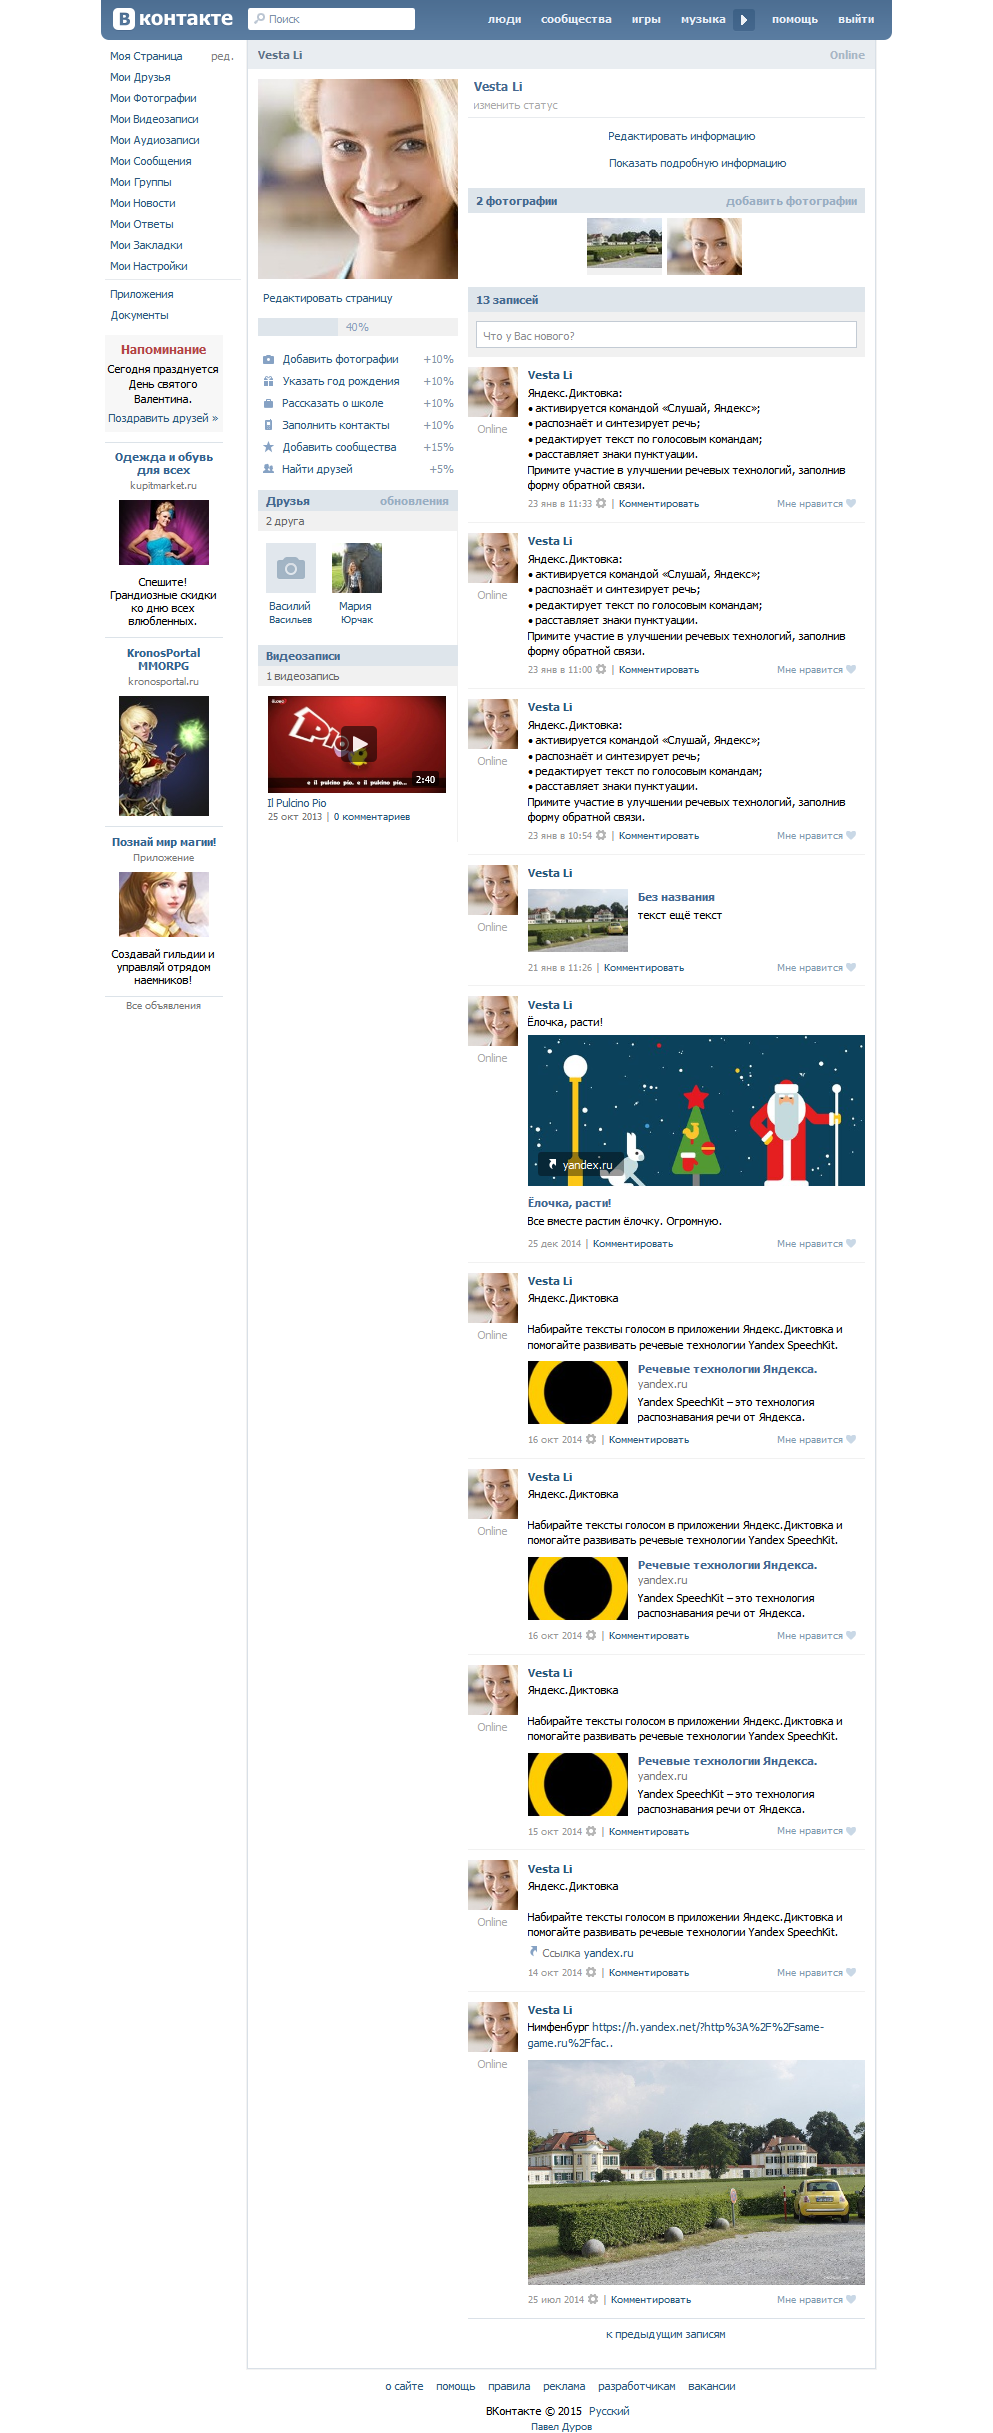 В контакте
Поиск
люди сообщества игры музыка помощь выйти
Моя Страница ред.
Мои Друзья
Мои Фотографии
Мои Видеозаписи
Мои Аудиозаписи
Мои Сообщения
Мои Группы
Мои Новости
Мои Ответы
Мои Закладки
Мои Настройки
Приложения
Документы
Напоминание
Сегодня празднуется
День святого
Валентина.
Поздравить друзей »
Одежда и обувь
для всех
kupitmarket.ru
Спешите!
Грандиозные скидки
ко дню всех
влюбленных.
KronosPortal
MMORPG
kronosportal.ru
Познай мир магии!
Приложение
Создавай гильдии и
управляй отрядом
наемников!
Все объявления
Vesta Li Online
Редактировать страницу
40%
Добавить фотографии +10%
Указать год рождения +10%
Рассказать о школе +10%
Заполнить контакты +10%
Добавить сообщества +15%
Найти друзей +5%
Друзья обновления
2 друга
Василий
Васильев
Мария
Юрчак
Видеозаписи
1 видеозапись
e il pulcino pio, e il pulcino pio...
2:40
Il Pulcino Pio
25 окт 2013 | 0 комментариев
Vesta Li
изменить статус
Редактировать информацию
Показать подробную информацию
2 фотографии добавить фотографии
13 записей
Что у Вас нового?
Vesta Li
Яндекс.Диктовка:
• активируется командой «Слушай, Яндекс»;
• распознаёт и синтезирует речь;
• редактирует текст по голосовым командам;
• расставляет знаки пунктуации.
Примите участие в улучшении речевых технологий, заполнив
форму обратной связи.
Online
23 янв в 11:33 | Комментировать Мне нравится
Vesta Li
Яндекс.Диктовка:
• активируется командой «Слушай, Яндекс»;
• распознаёт и синтезирует речь;
• редактирует текст по голосовым командам;
• расставляет знаки пунктуации.
Примите участие в улучшении речевых технологий, заполнив
форму обратной связи.
Online
23 янв в 11:00 | Комментировать Мне нравится
Vesta Li
Яндекс.Диктовка:
• активируется командой «Слушай, Яндекс»;
• распознаёт и синтезирует речь;
• редактирует текст по голосовым командам;
• расставляет знаки пунктуации.
Примите участие в улучшении речевых технологий, заполнив
форму обратной связи.
Online
23 янв в 10:54 | Комментировать Мне нравится
Vesta Li
Без названия
текст ещё текст
Online
21 янв в 11:26 | Комментировать Мне нравится
Vesta Li
Ёлочка, расти!
Online
yandex.ru
Ёлочка, расти!
Все вместе растим ёлочку. Огромную.
25 дек 2014 | Комментировать Мне нравится
Vesta Li
Яндекс.Диктовка
Online
Набирайте тексты голосом в приложении Яндекс.Диктовка и
помогайте развивать речевые технологии Yandex SpeechKit.
Речевые технологии Яндекса.
yandex.ru
Yandex SpeechKit – это технология
распознавания речи от Яндекса.
16 окт 2014 | Комментировать Мне нравится
Vesta Li
Яндекс.Диктовка
Online
Набирайте тексты голосом в приложении Яндекс.Диктовка и
помогайте развивать речевые технологии Yandex SpeechKit.
Речевые технологии Яндекса.
yandex.ru
Yandex SpeechKit – это технология
распознавания речи от Яндекса.
16 окт 2014 | Комментировать Мне нравится
Vesta Li
Яндекс.Диктовка
Online
Набирайте тексты голосом в приложении Яндекс.Диктовка и
помогайте развивать речевые технологии Yandex SpeechKit.
Речевые технологии Яндекса.
yandex.ru
Yandex SpeechKit – это технология
распознавания речи от Яндекса.
15 окт 2014 | Комментировать Мне нравится
Vesta Li
Яндекс.Диктовка
Online
Набирайте тексты голосом в приложении Яндекс.Диктовка и
помогайте развивать речевые технологии Yandex SpeechKit.
Ссылка yandex.ru
14 окт 2014 | Комментировать Мне нравится
Vesta Li
Нимфенбург https://h.yandex.net/?http%3A%2F%2Fsame-
game.ru%2Ffac..
Online
25 июл 2014 | Комментировать Мне нравится
к предыдущим записям
о сайте помощь правила реклама разработчикам вакансии
ВКонтакте © 2015 Русский
Павел Дуров